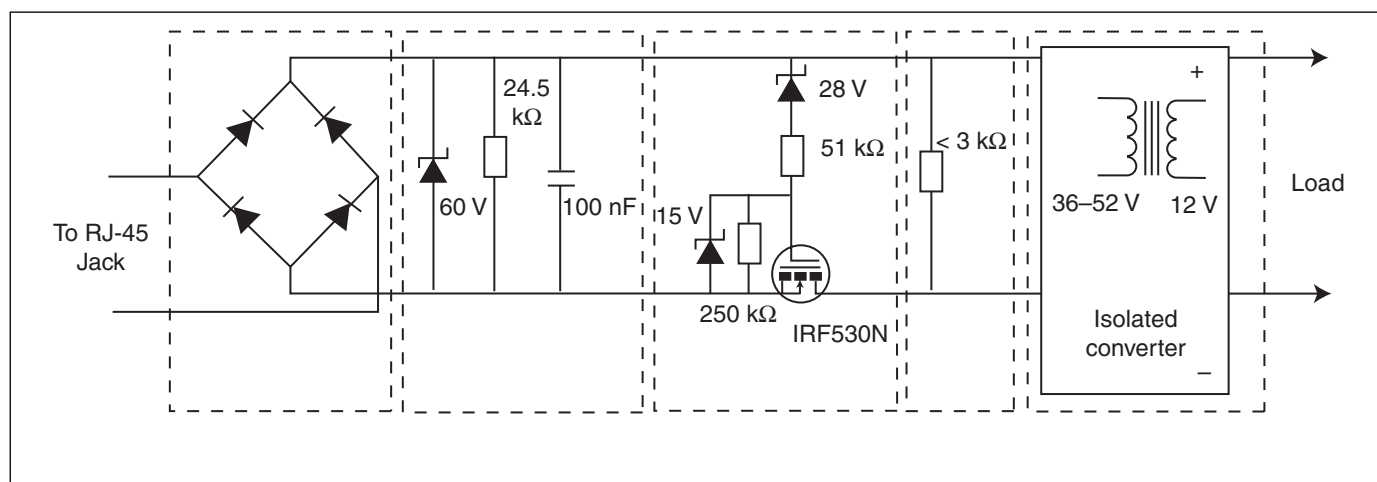 24.5
kΩ
28 V
51 kΩ
< 3 kΩ
60 V
100 nF
15 V
250 kΩ
IRF530N
+
36–52 V
12 V
Isolated
converter
–
To RJ-45
Jack
Load